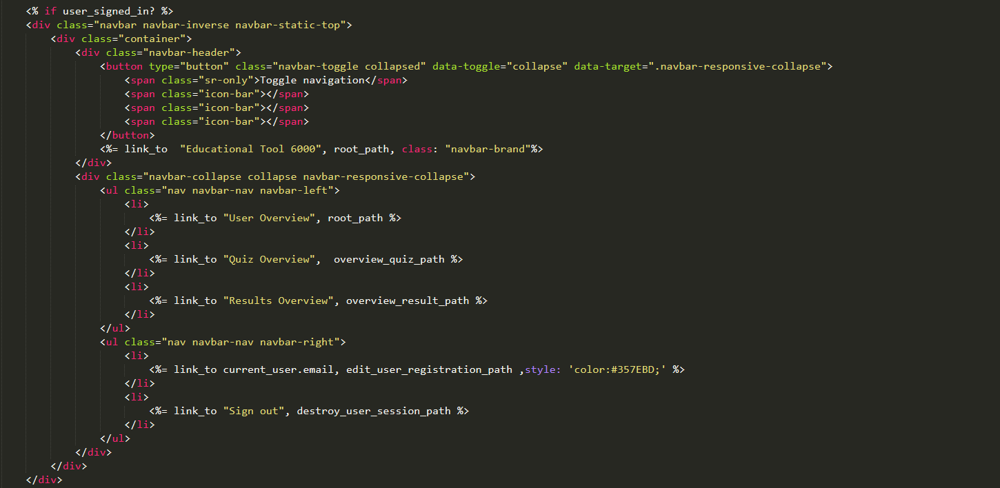 <% if user_signed_in? %>
<div class="navbar navbar-inverse navbar-static-top">
    <div class="container">
        <div class="navbar-header">
            <button type="button" class="navbar-toggle collapsed" data-toggle="collapse" data-target=".navbar-responsive-collapse">
                <span class="sr-only">Toggle navigation</span>
                <span class="icon-bar"></span>
                <span class="icon-bar"></span>
                <span class="icon-bar"></span>
            </button>
            <%= link_to  "Educational Tool 6000", root_path, class: "navbar-brand"%>
        </div>
        <div class="navbar-collapse collapse navbar-responsive-collapse">
            <ul class="nav navbar-nav navbar-left">
                <li>
                    <%= link_to "User Overview", root_path %>
                </li>
                <li>
                    <%= link_to "Quiz Overview",  overview_quiz_path %>
                </li>
                <li>
                    <%= link_to "Results Overview", overview_result_path %>
                </li>
            </ul>
            <ul class="nav navbar-nav navbar-right">
                <li>
                    <%= link_to current_user.email, edit_user_registration_path ,style: 'color:#357EBD;' %>
                </li>
                <li>
                    <%= link_to "Sign out", destroy_user_session_path %>
                </li>
            </ul>
        </div>
    </div>
</div>